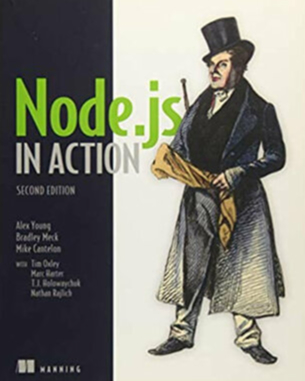 Node.js
IN ACTION
SECOND EDITION
Alex Young
Bradley Meck
Mike Cantelon
WITH Tim Oxley
Marc Harter
T.J. Holowaychuk
Nathan Rajlich
MANNING